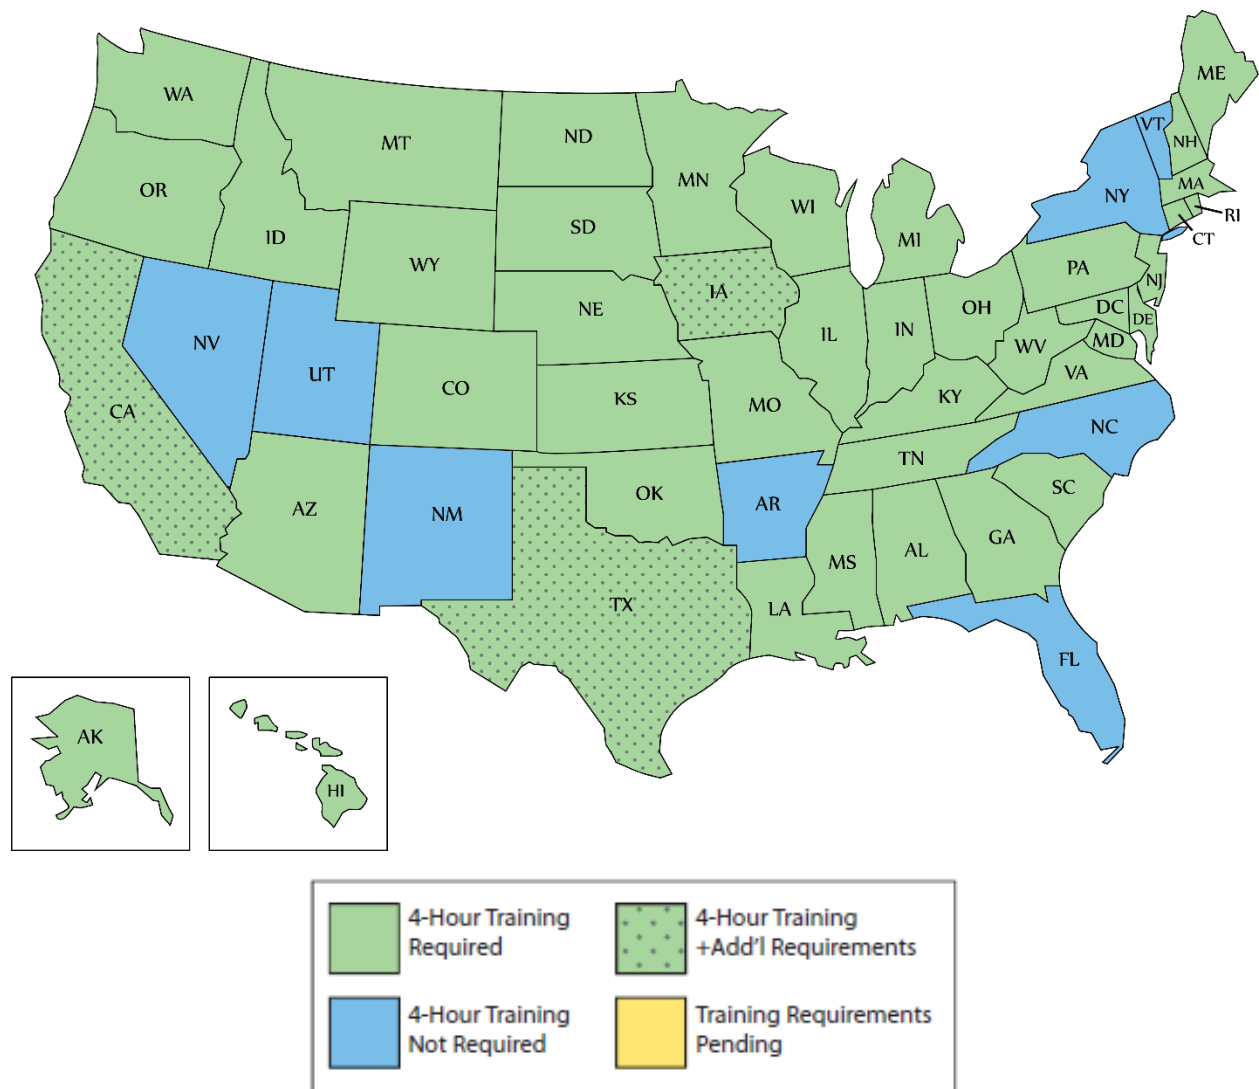 ME
WA
VT
NH
MT
ND
MN
OR
MA
NY
WI
RI
SD
ID
MI
CT
WY
PA
NJ
IA
NE
OH
DC
DE
IL
IN
NV
WV
MD
UT
VA
CO
KS
KY
MO
CA
NC
TN
OK
SC
AZ
NM
AR
GA
AL
MS
TX
LA
FL
AK
HI
4-Hour Training
Required
4-Hour Training
+Add'l Requirements
4-Hour Training
Not Required
Training Requirements
Pending